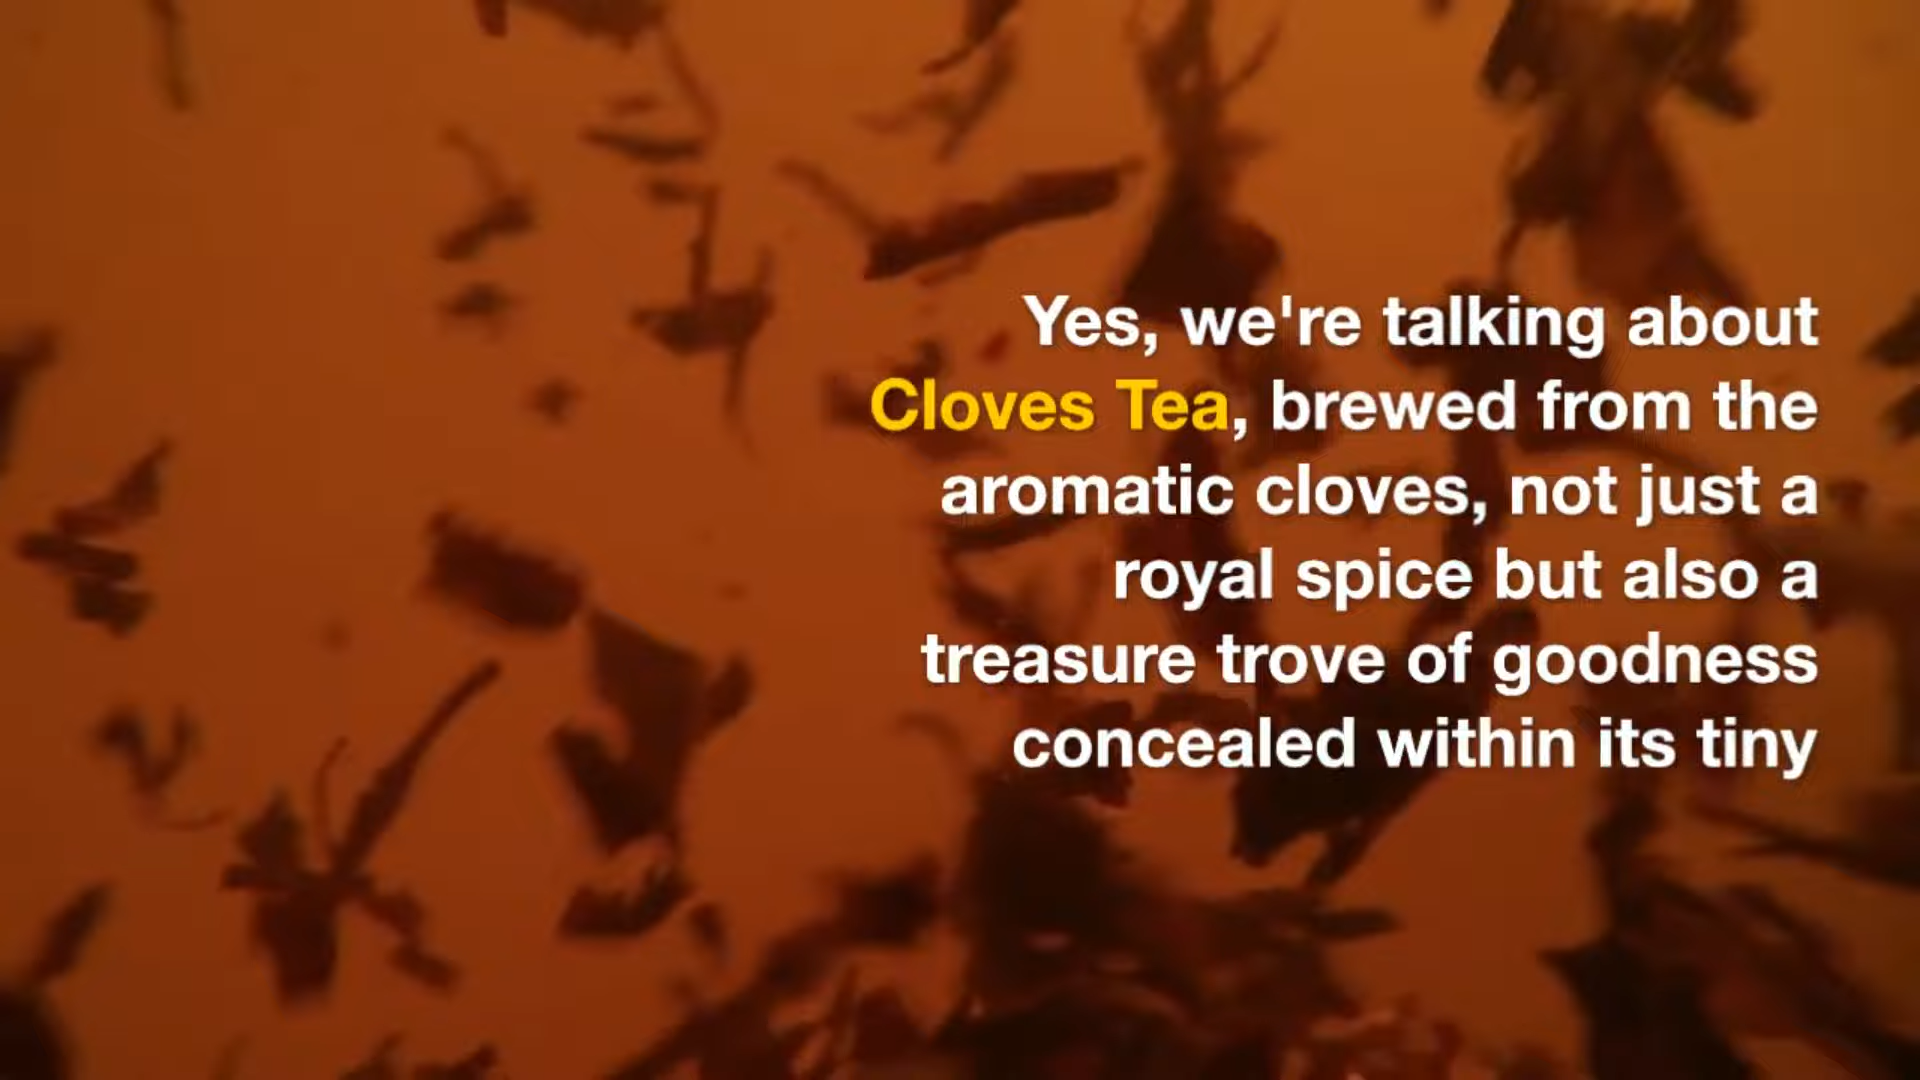 Yes, we're talking about
Cloves Tea, brewed from the
aromatic cloves, not just a
royal spice but also a
treasure trove of goodness
concealed within its tiny